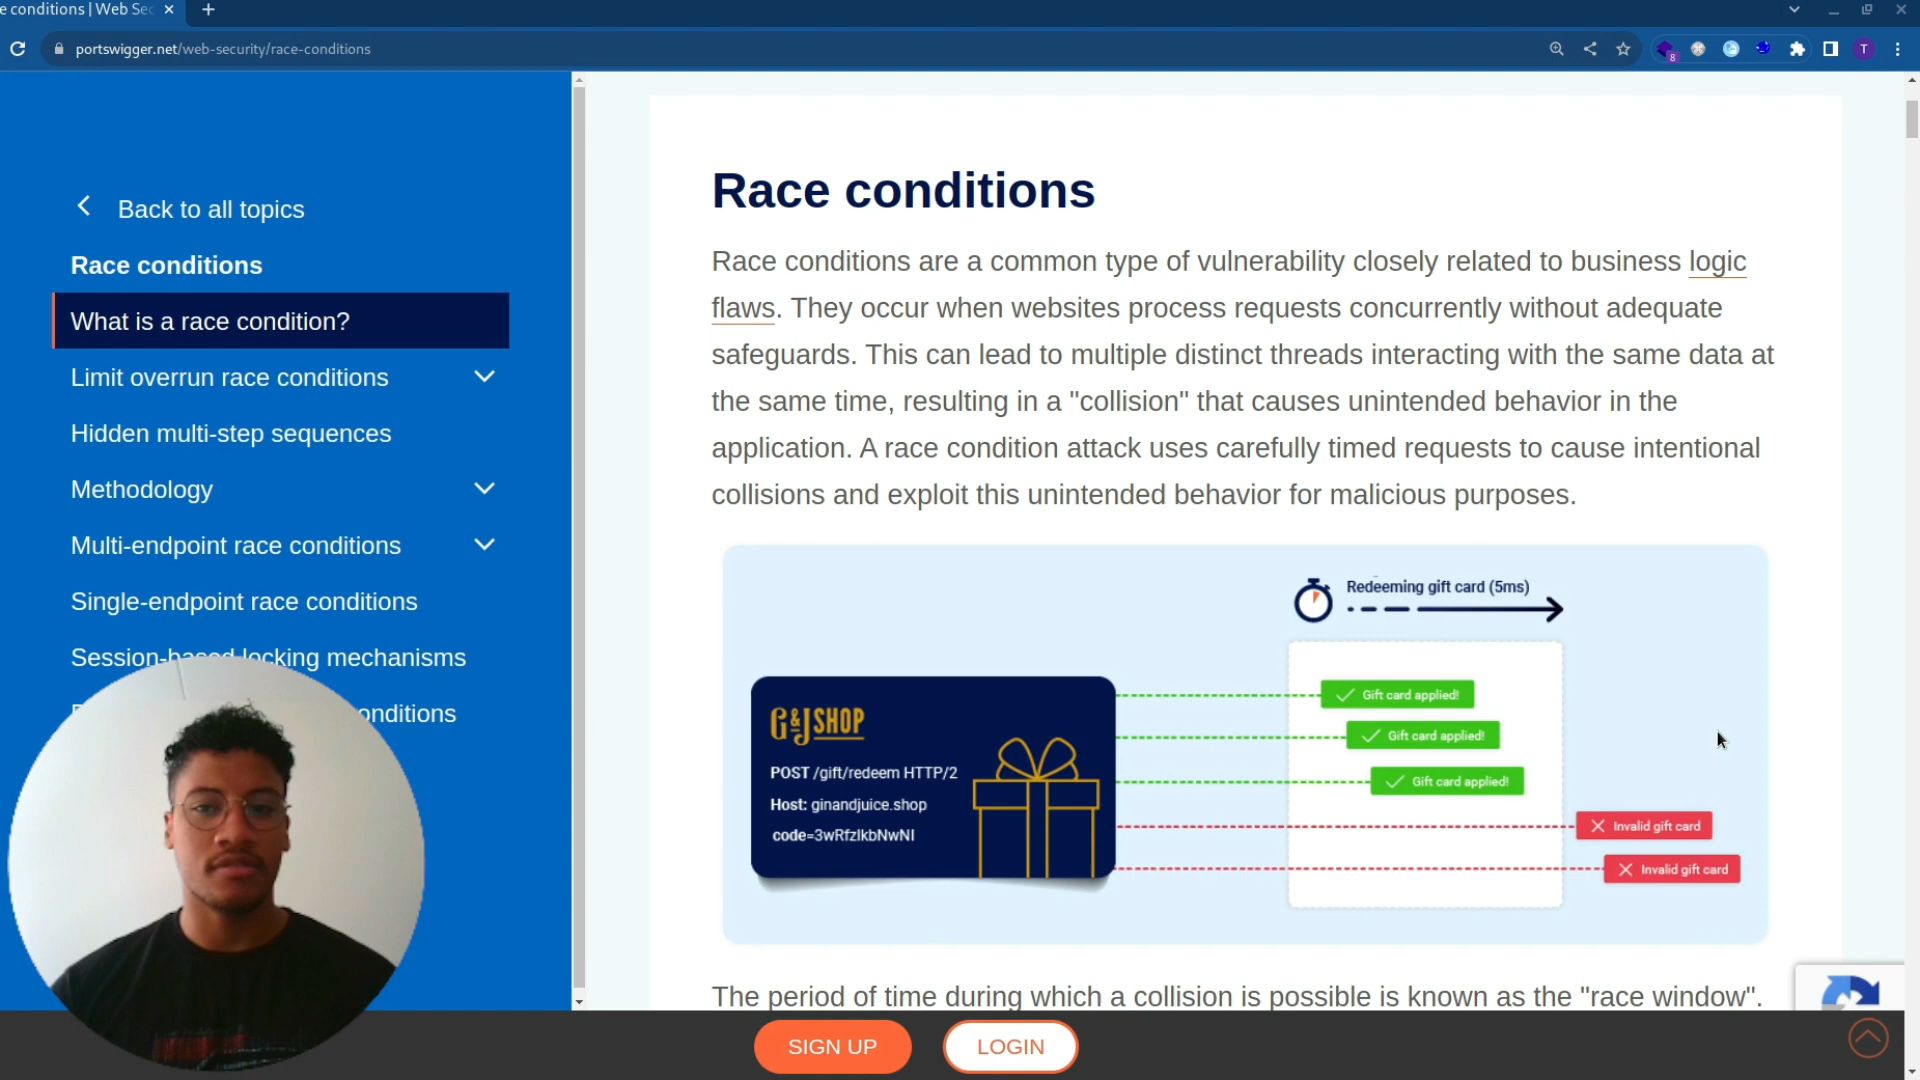 e conditions | Web Sec
portswigger.net/web-security/race-conditions
8
T
Back to all topics
Race conditions
What is a race condition?
Limit overrun race conditions
Hidden multi-step sequences
Methodology
Multi-endpoint race conditions
Single-endpoint race conditions
Session-based locking mechanisms
onditions
Race conditions
Race conditions are a common type of vulnerability closely related to business logic
flaws. They occur when websites process requests concurrently without adequate
safeguards. This can lead to multiple distinct threads interacting with the same data at
the same time, resulting in a "collision" that causes unintended behavior in the
application. A race condition attack uses carefully timed requests to cause intentional
collisions and exploit this unintended behavior for malicious purposes.
Redeeming gift card (5ms)
G&J SHOP
POST /gift/redeem HTTP/2
Host: ginandjuice.shop
code=3wRfzIkbNwNI
Gift card applied!
Gift card applied!
Gift card applied!
Invalid gift card
Invalid gift card
The period of time during which a collision is possible is known as the "race window".
SIGN UP
LOGIN